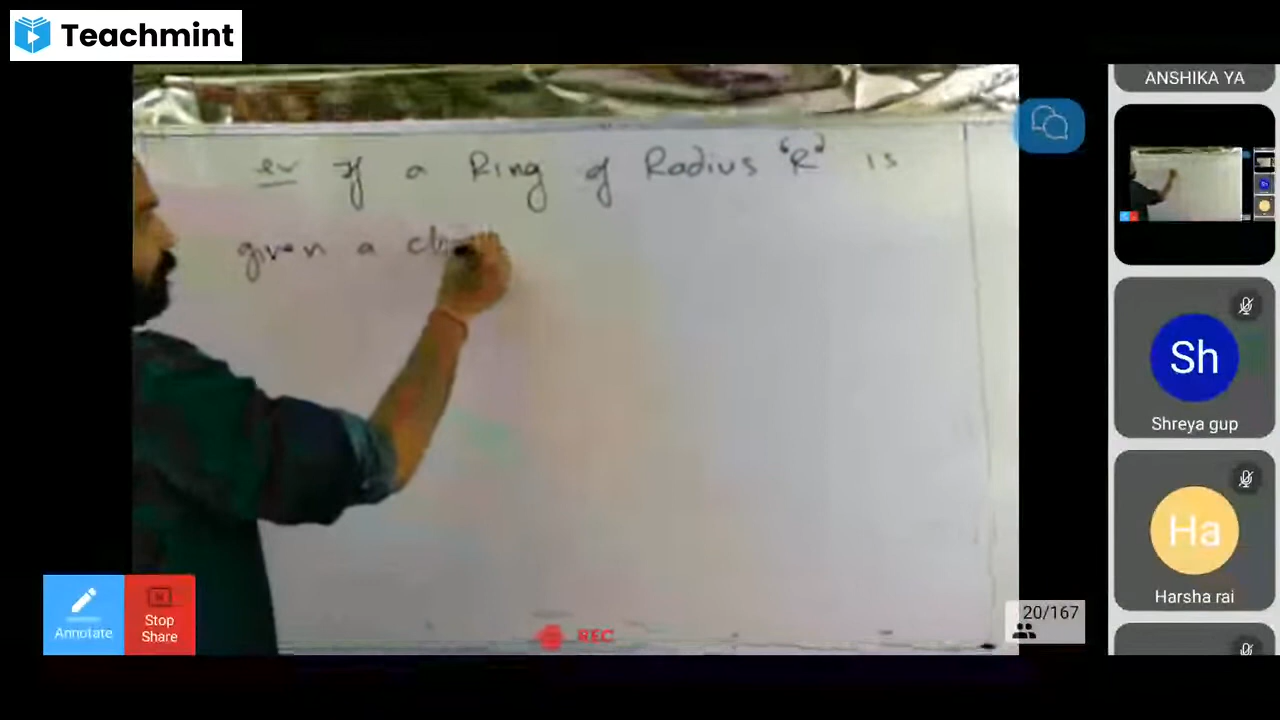 Teachmint
ANSHIKA YA
ex If a Ring of Radius 'R' is
given a
Sh
Shreya gup
Ha
Harsha rai
Annotate
Stop
Share
REC
20/167